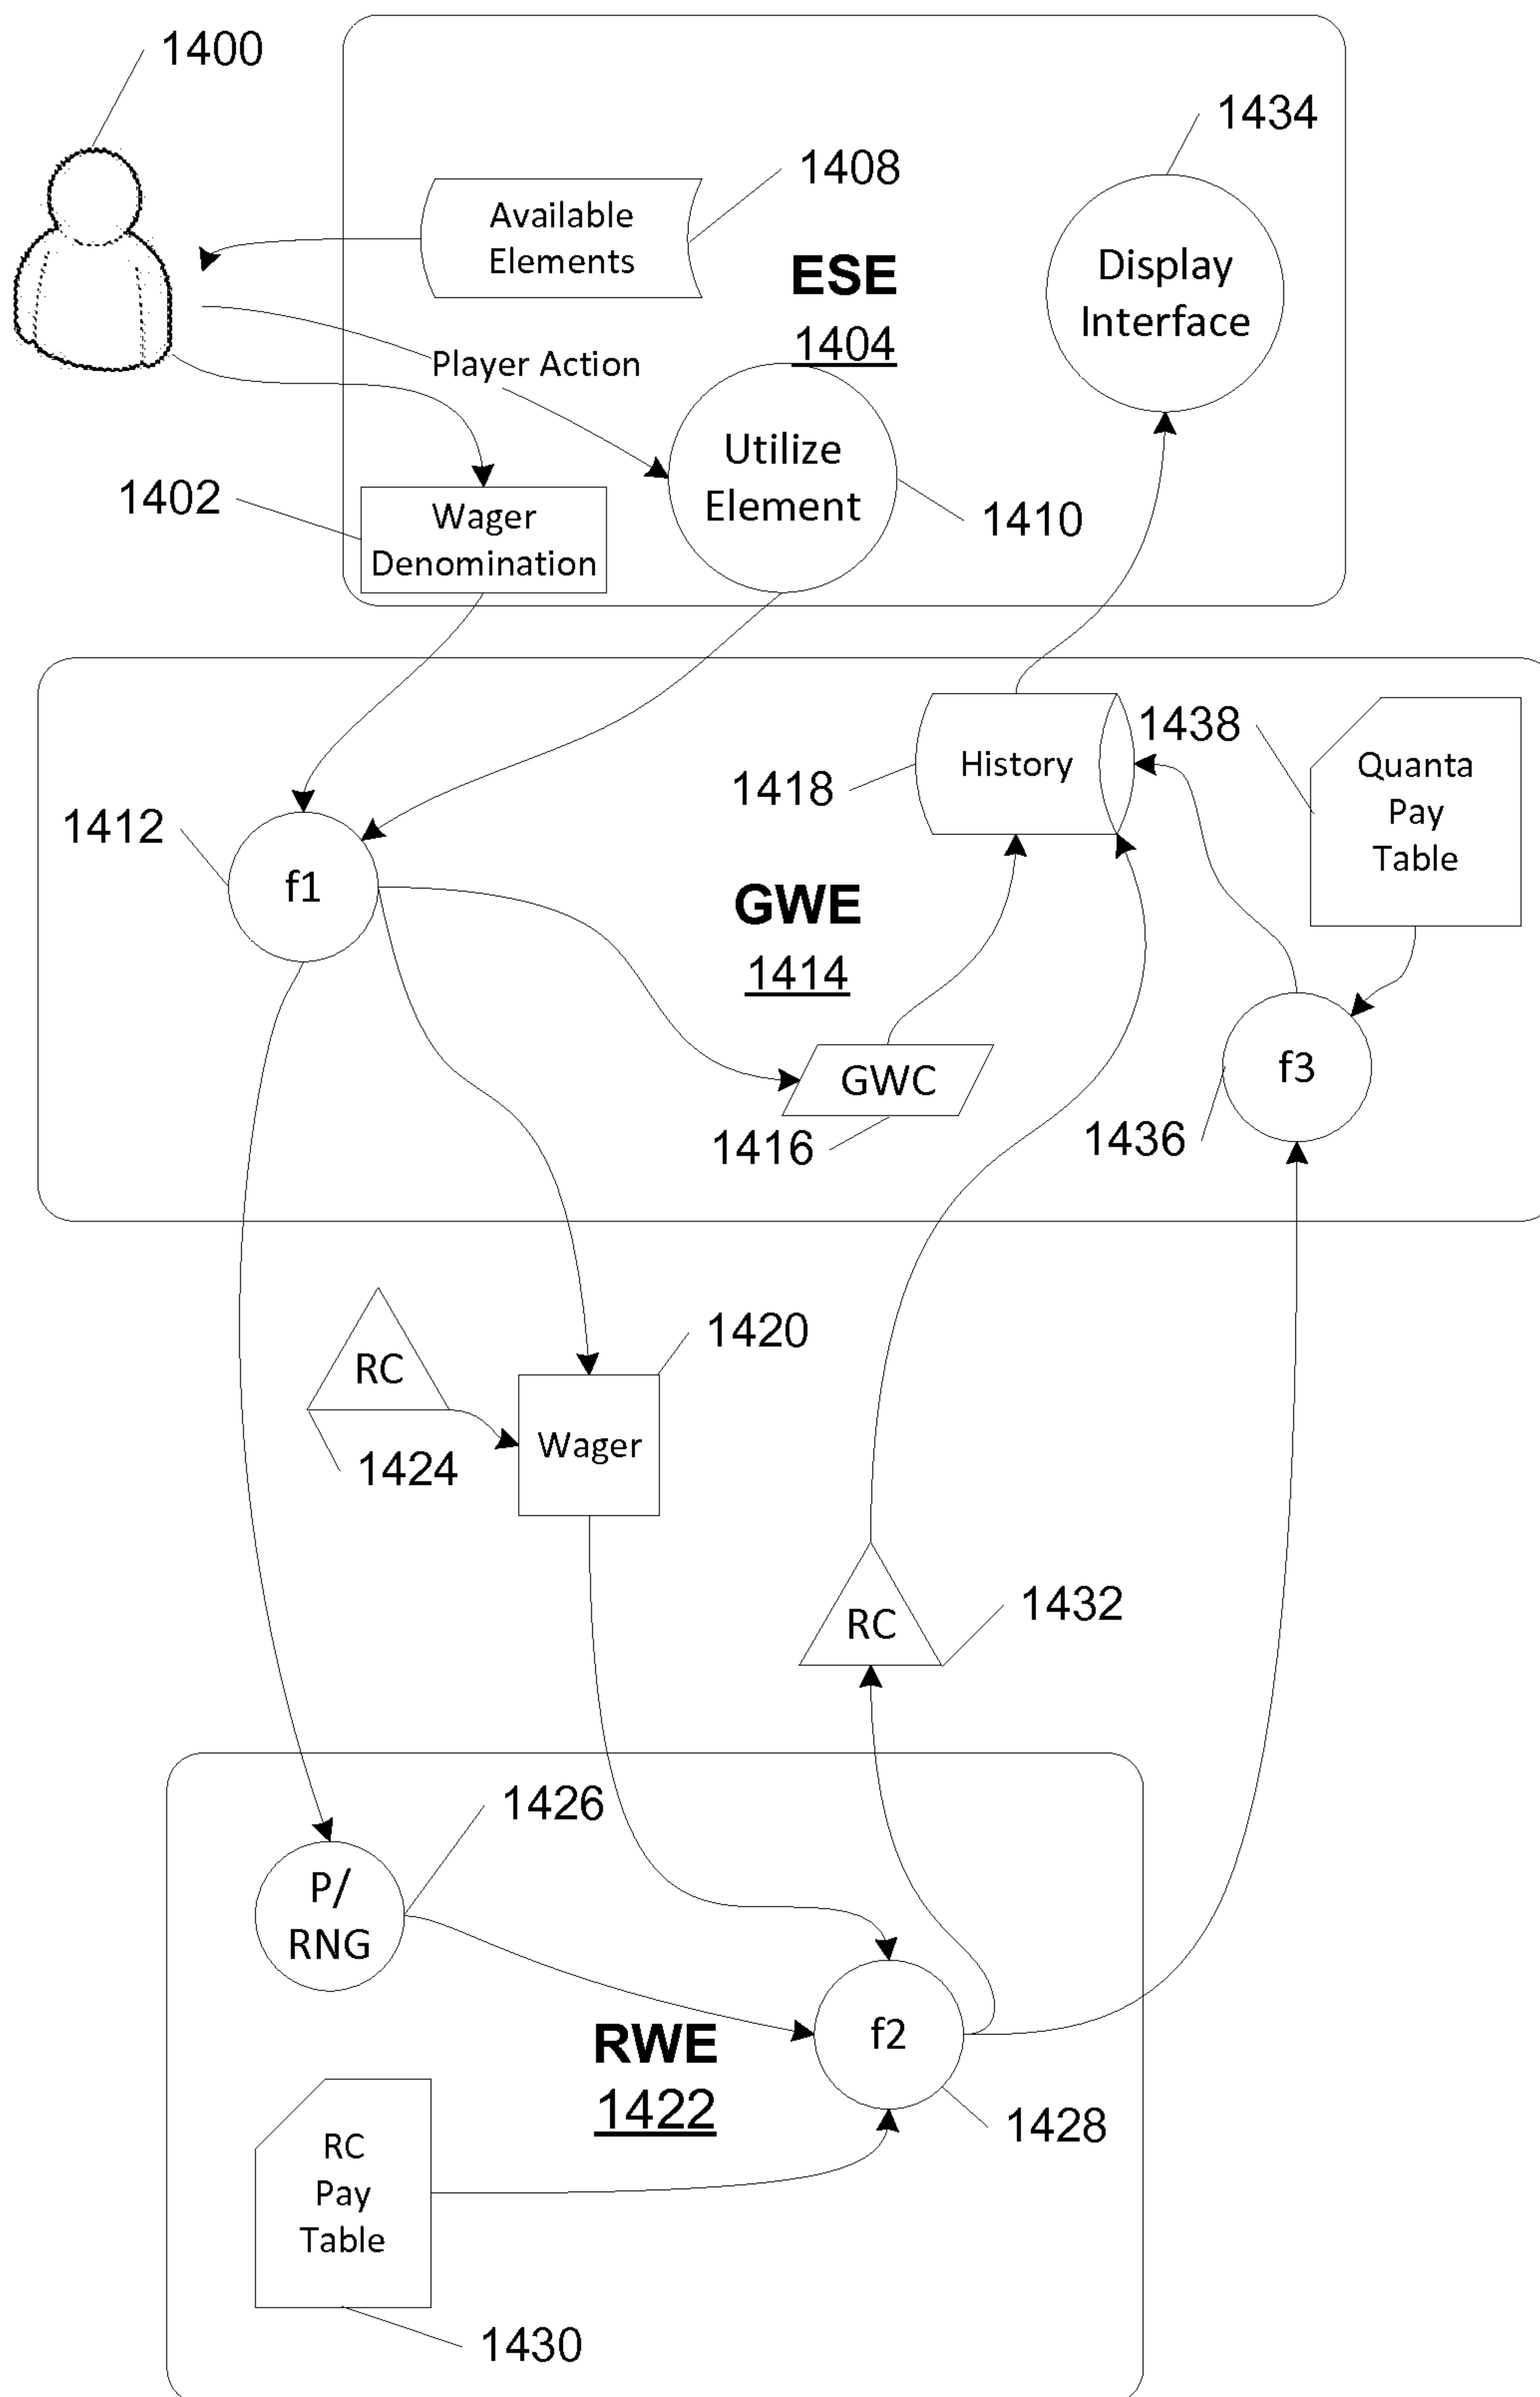 1400
1434
1408
Available
Elements
ESE
1404
Display
Interface
Player Action
Utilize
Element
1402
Wager
Denomination
1410
1438
1418
History
Quanta
Pay
Table
1412
f1
GWE
1414
GWC
f3
1416
1436
1420
RC
1424
Wager
1432
RC
1426
P/
RNG
RWE
1422
f2
1428
RC
Pay
Table
1430